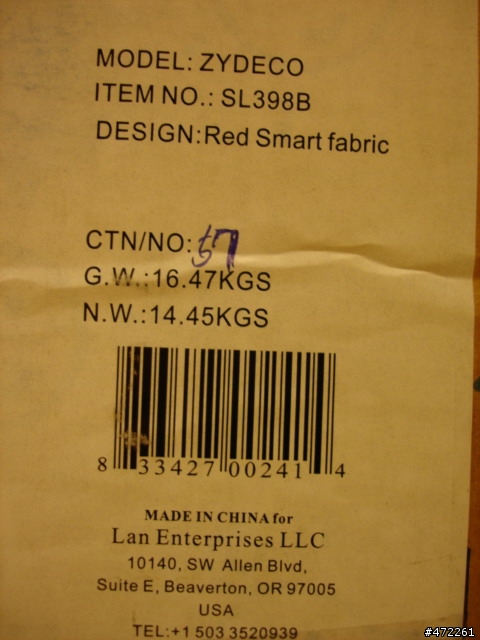 MODEL: ZYDECO
ITEM NO.: SL398B
DESIGN:Red Smart fabric
CTN/NO: 57
G.W.:16.47KGS
N.W.:14.45KGS
8 33427 00241 4
MADE IN CHINA for
Lan Enterprises LLC
10140, SW Allen Blvd,
Suite E, Beaverton, OR 97005
USA
TEL:+1 503 3520939
#472261